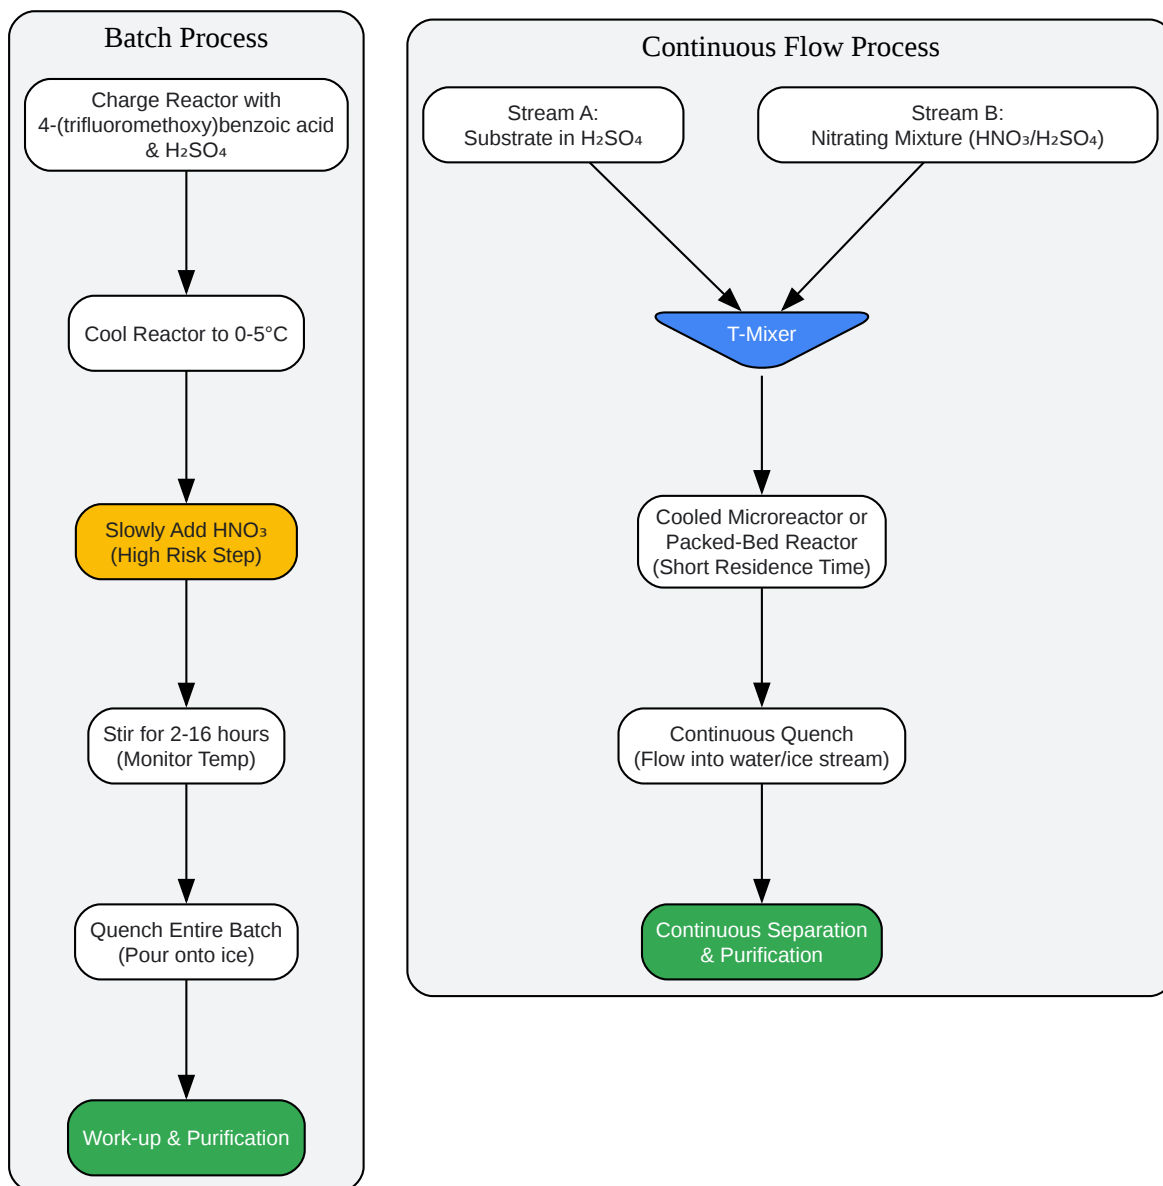 Batch Process
Charge Reactor with
4-(trifluoromethoxy)benzoic acid
& H₂SO₄
Cool Reactor to 0-5°C
Slowly Add HNO₃
(High Risk Step)
Stir for 2-16 hours
(Monitor Temp)
Quench Entire Batch
(Pour onto ice)
Work-up & Purification
Continuous Flow Process
Stream A:
Substrate in H₂SO₄
Stream B:
Nitrating Mixture (HNO₃/H₂SO₄)
T-Mixer
Cooled Microreactor or
Packed-Bed Reactor
(Short Residence Time)
Continuous Quench
(Flow into water/ice stream)
Continuous Separation
& Purification